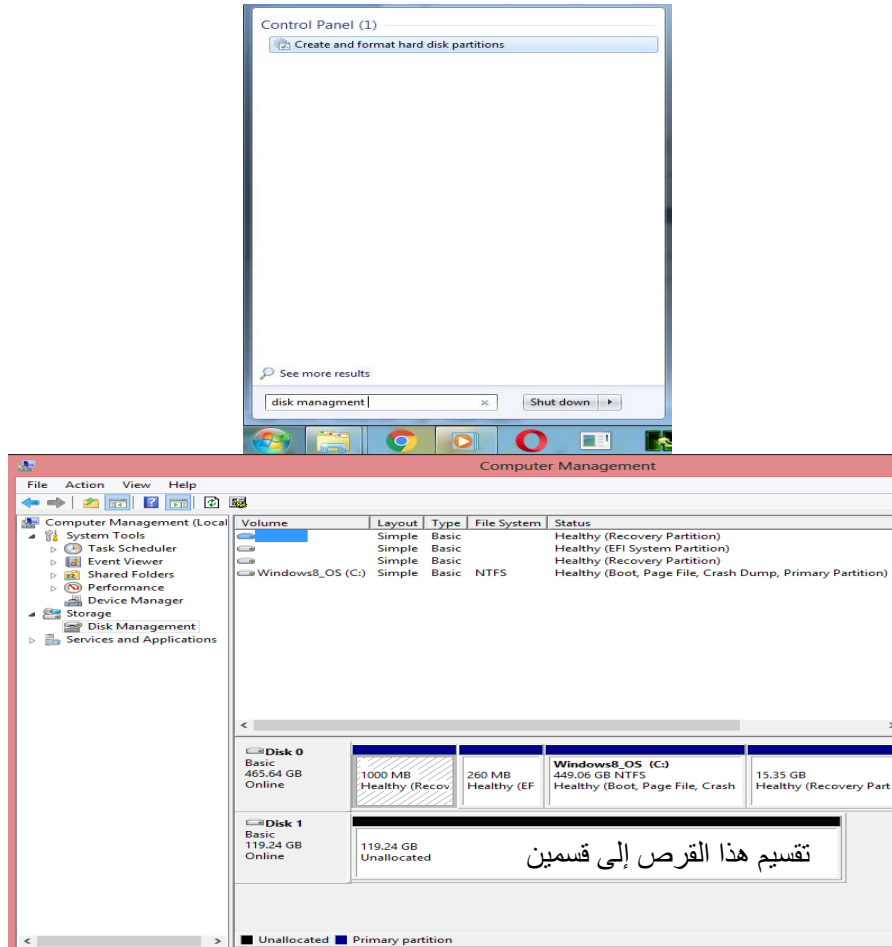 Control Panel (1)
Create and format hard disk partitions
See more results
disk managment
Shut down
Computer Management
File Action View Help
Computer Management (Local
System Tools
Task Scheduler
Event Viewer
Shared Folders
Performance
Device Manager
Storage
Disk Management
Services and Applications
Volume Layout Type File System Status
Simple Basic Healthy (Recovery Partition)
Simple Basic Healthy (EFI System Partition)
Simple Basic Healthy (Recovery Partition)
Windows8_OS (C:) Simple Basic NTFS Healthy (Boot, Page File, Crash Dump, Primary Partition)
Disk 0
Basic
465.64 GB
Online
1000 MB
Healthy (Recov
260 MB
Healthy (EF
Windows8_OS (C:)
449.06 GB NTFS
Healthy (Boot, Page File, Crash
15.35 GB
Healthy (Recovery Part
Disk 1
Basic
119.24 GB
Online
119.24 GB
Unallocated
تقسيم هذا القرص إلى قسمين
Unallocated Primary partition